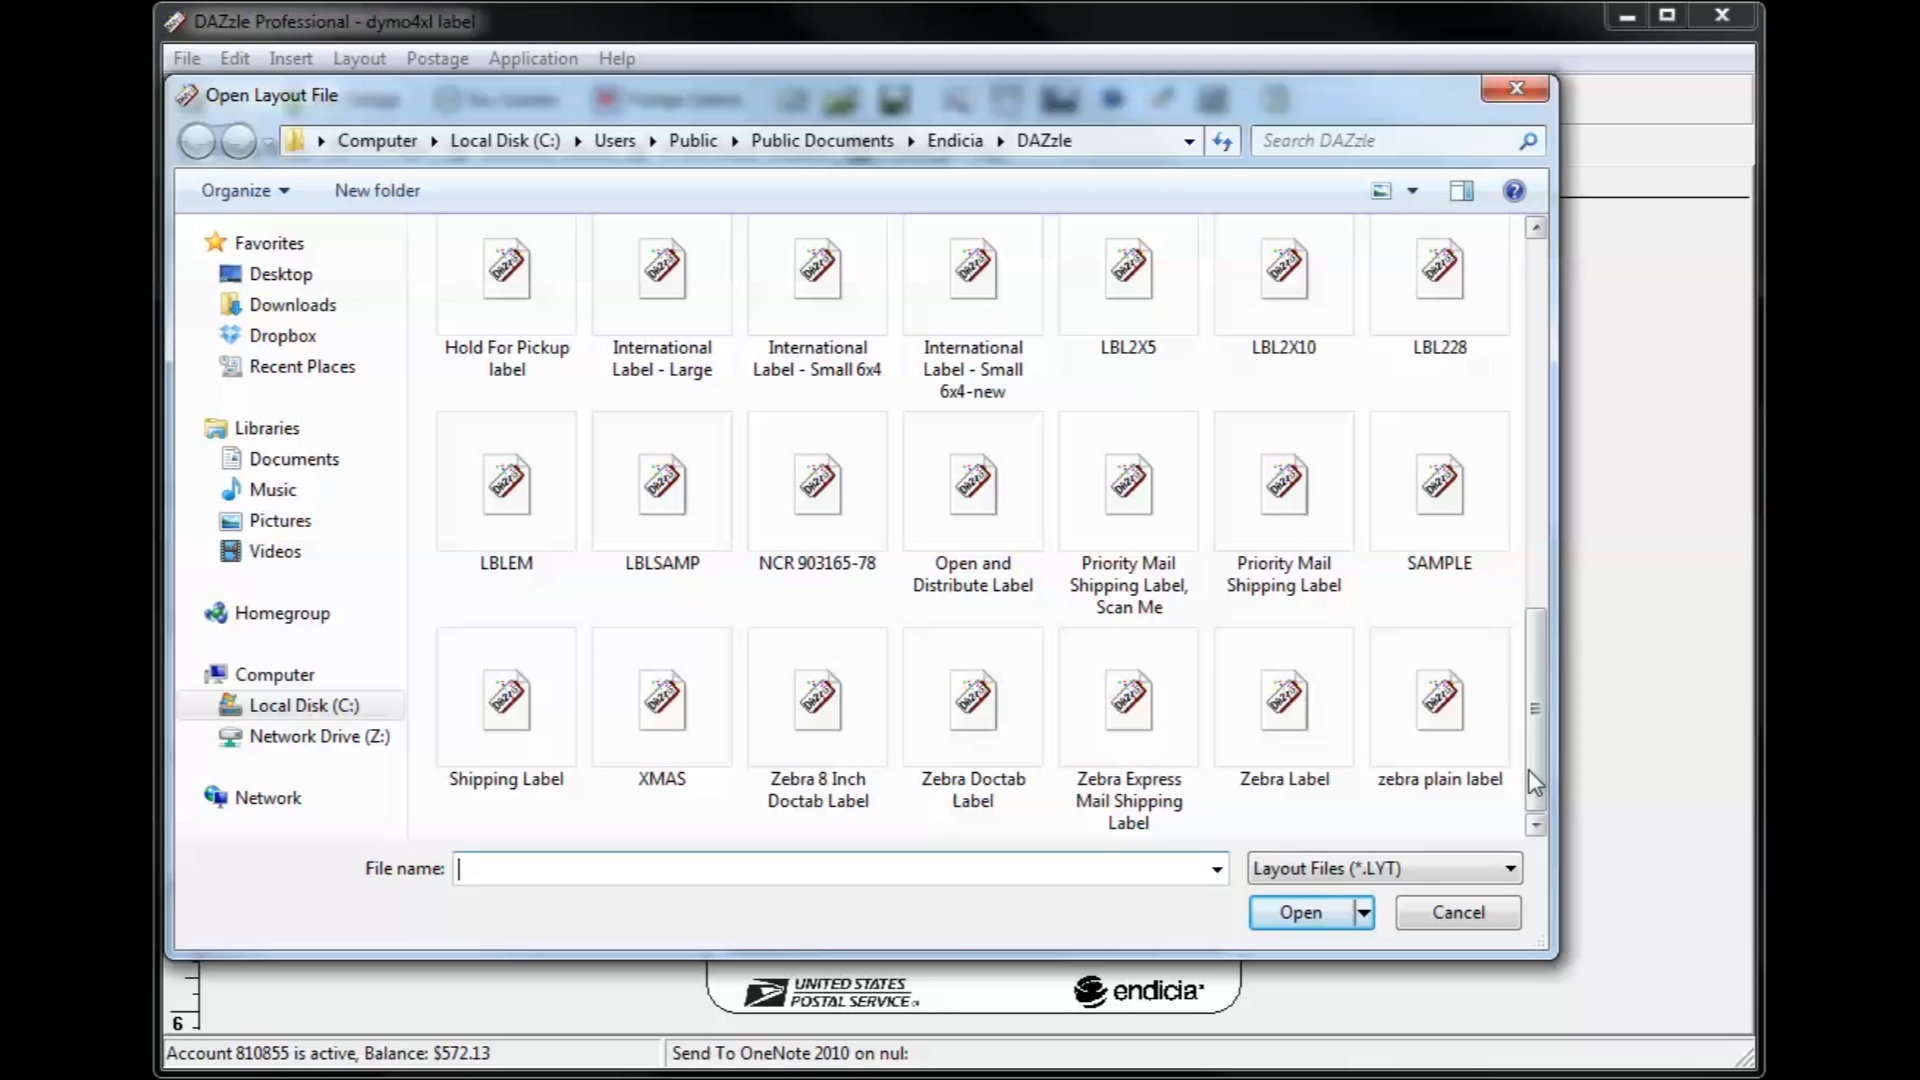 DAZzle Professional - dymo4xl label
File Edit Insert Layout Postage Application Help
Open Layout File
Computer Local Disk (C:) Users Public Public Documents Endicia DAZzle
Search DAZzle
Organize New folder
Favorites
Desktop
Downloads
Dropbox
Recent Places
Libraries
Documents
Music
Pictures
Videos
Homegroup
Computer
Local Disk (C:)
Network Drive (Z:)
Network
Hold For Pickup
label
International
Label - Large
International
Label - Small 6x4
International
Label - Small
6x4-new
LBL2X5
LBL2X10
LBL228
LBLEM
LBLSAMP
NCR 903165-78
Open and
Distribute Label
Priority Mail
Shipping Label,
Scan Me
Priority Mail
Shipping Label
SAMPLE
Shipping Label
XMAS
Zebra 8 Inch
Doctab Label
Zebra Doctab
Label
Zebra Express
Mail Shipping
Label
Zebra Label
zebra plain label
File name:
Layout Files (*.LYT)
Open
Cancel
UNITED STATES
POSTAL SERVICE
endicia
6
Account 810855 is active, Balance: $572.13
Send To OneNote 2010 on nul: